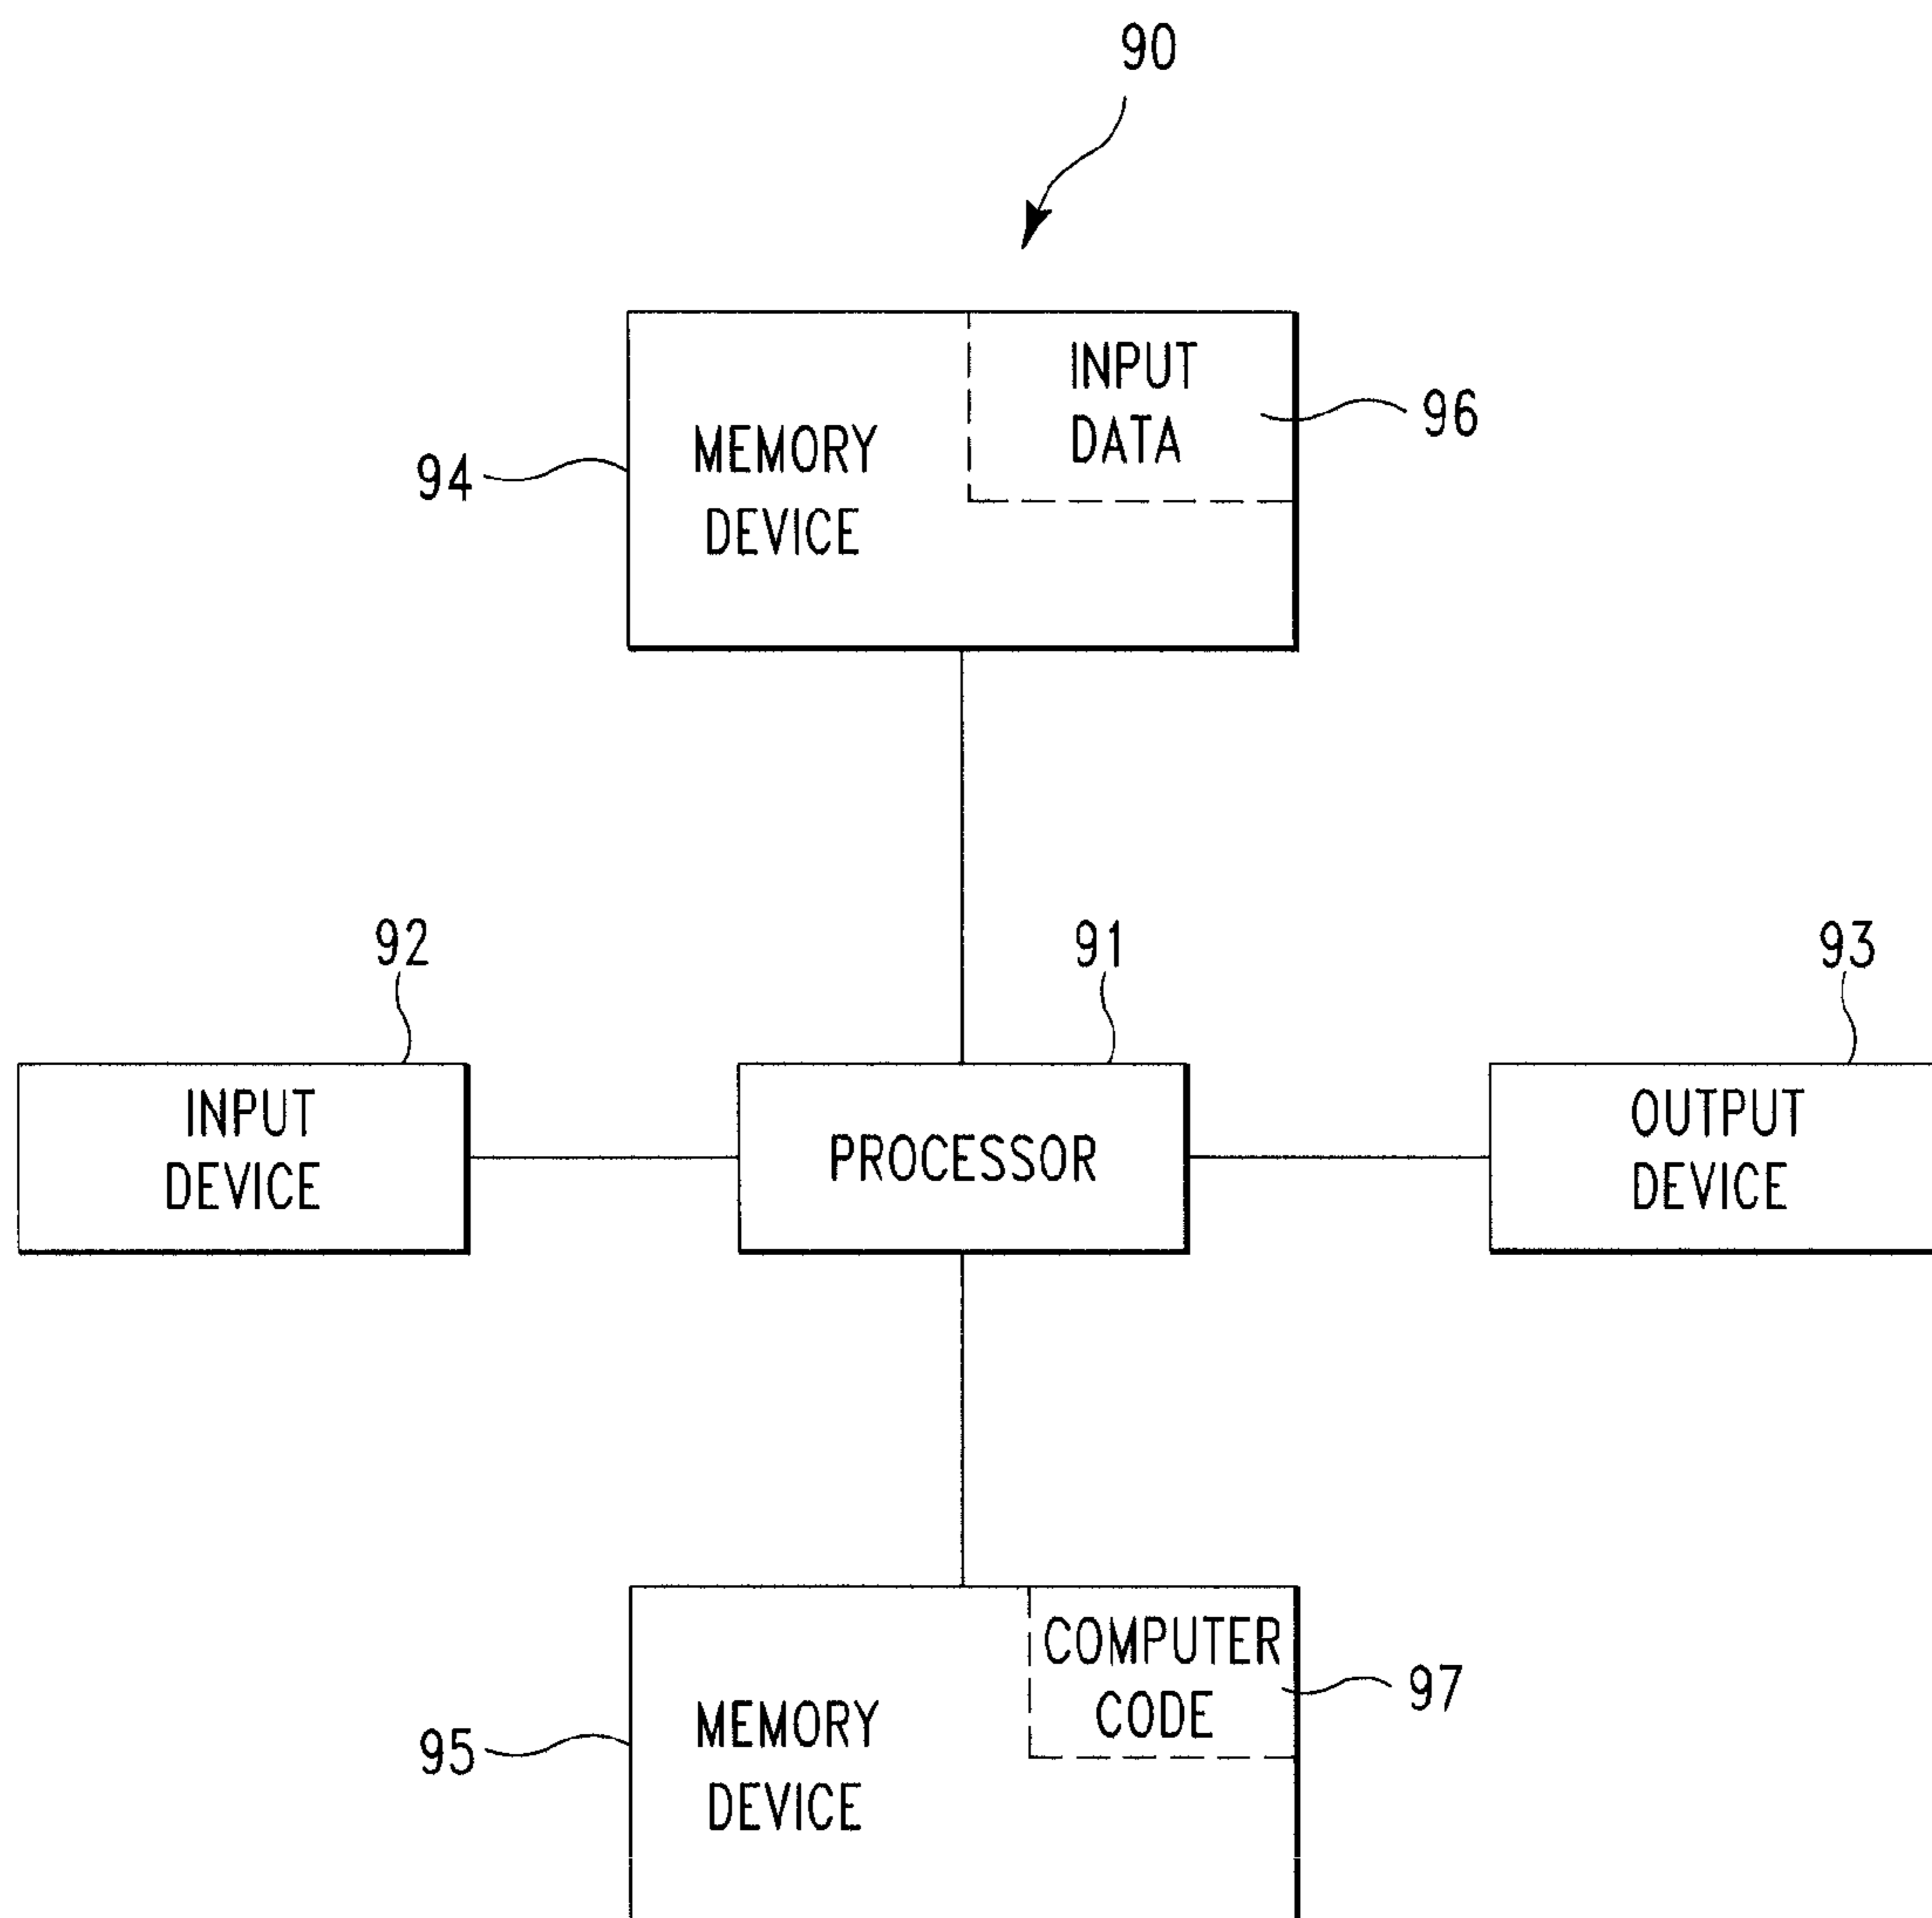 90
INPUT
DATA
96
MEMORY
DEVICE
94
92
91
93
INPUT
DEVICE
PROCESSOR
OUTPUT
DEVICE
COMPUTER
CODE
97
MEMORY
DEVICE
95